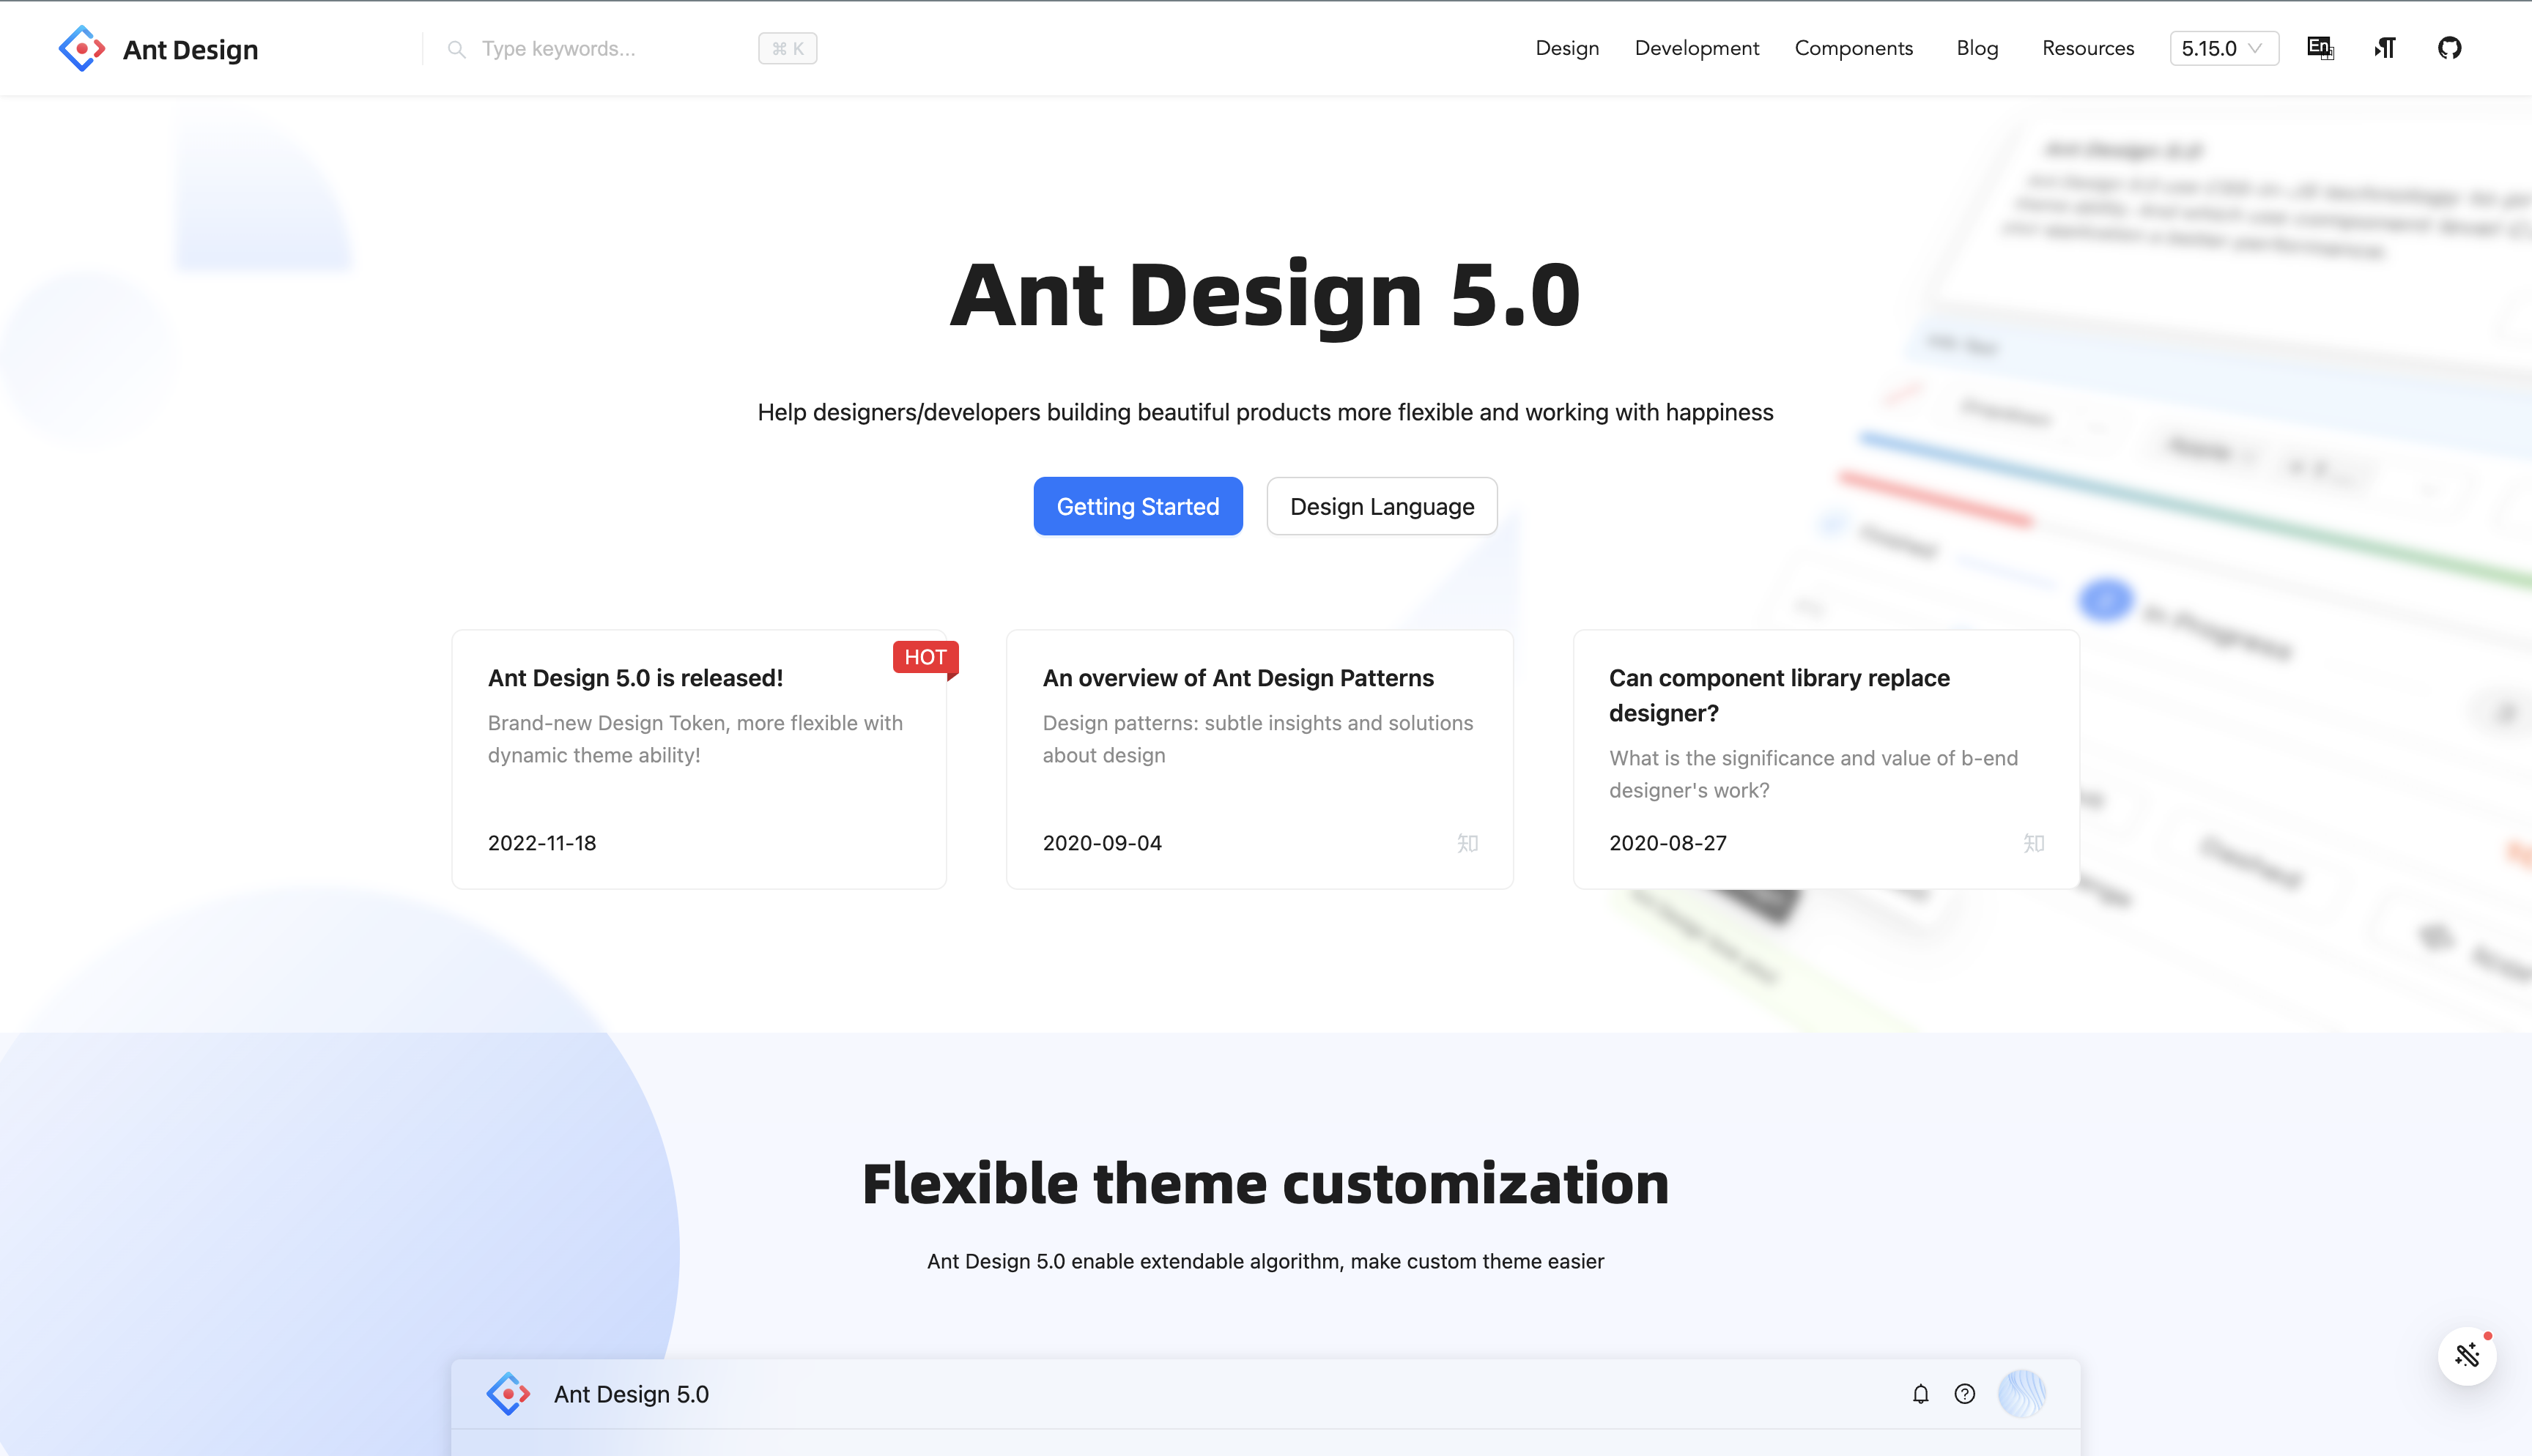 Ant Design
Type keywords...
⌘ K
Design
Development
Components
Blog
Resources
5.15.0
En
Ant Design 5.0
Help designers/developers building beautiful products more flexible and working with happiness
Getting Started
Design Language
HOT
Ant Design 5.0 is released!
Brand-new Design Token, more flexible with
dynamic theme ability!
2022-11-18
An overview of Ant Design Patterns
Design patterns: subtle insights and solutions
about design
2020-09-04
知
Can component library replace
designer?
What is the significance and value of b-end
designer's work?
2020-08-27
知
In Progress
Dashed
Flexible theme customization
Ant Design 5.0 enable extendable algorithm, make custom theme easier
Ant Design 5.0